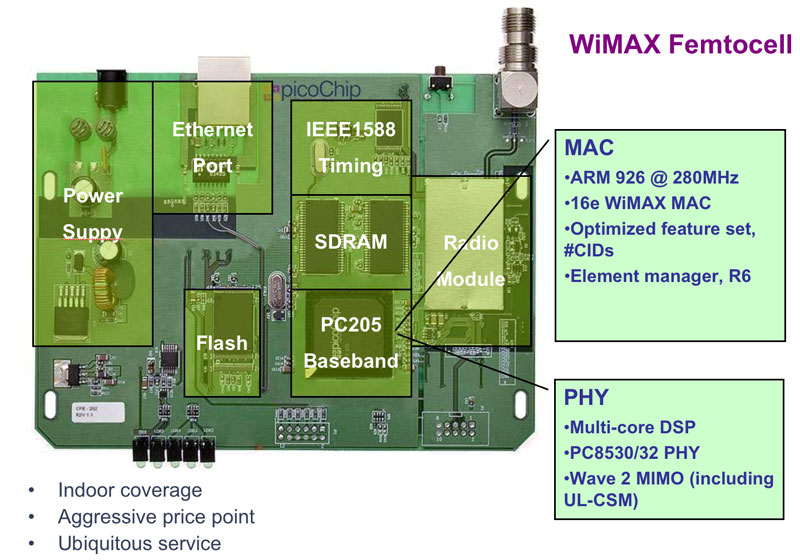 WiMAX Femtocell
picoChip
Ethernet
Port
IEEE1588
Timing
Power
Suppy
SDRAM
Radio
Module
Flash
PC205
Baseband
MAC
•ARM 926 @ 280MHz
•16e WiMAX MAC
•Optimized feature set,
#CIDs
•Element manager, R6
PHY
•Multi-core DSP
•PC8530/32 PHY
•Wave 2 MIMO (including
UL-CSM)
• Indoor coverage
• Aggressive price point
• Ubiquitous service